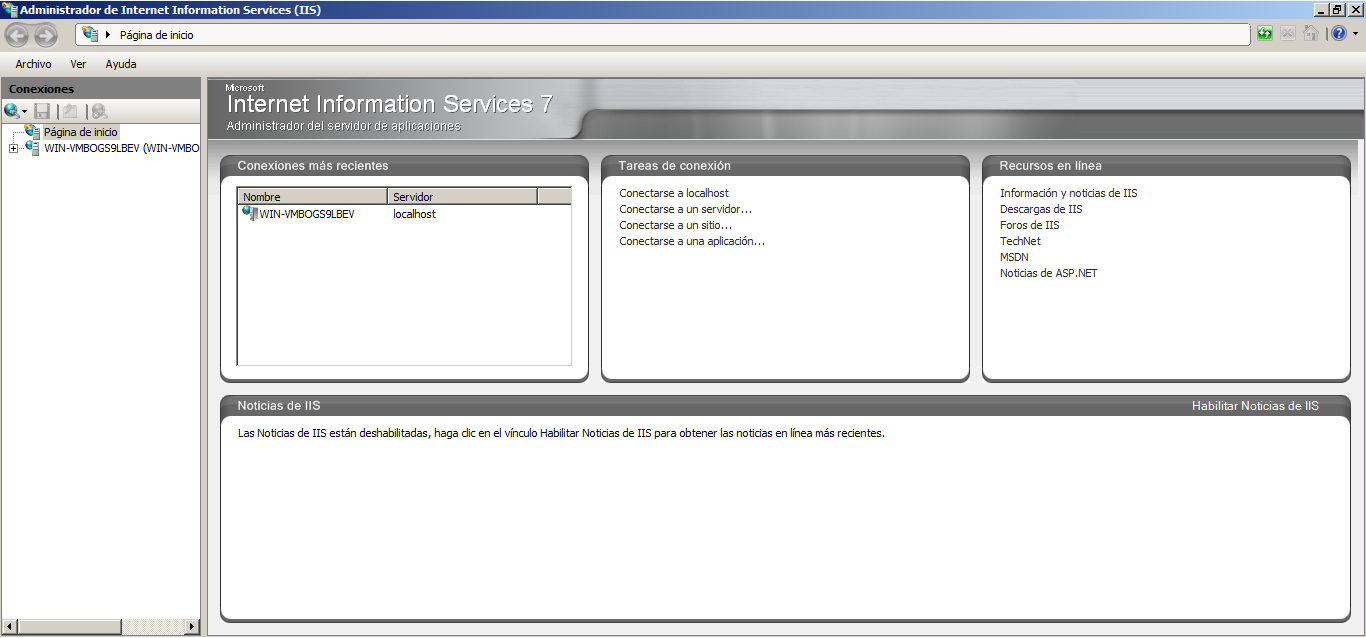 Administrador de Internet Information Services (IIS)
Página de inicio
Archivo Ver Ayuda
Conexiones
Página de inicio
WIN-VMBOGS9LBEV (WIN-VMBO
Microsoft
Internet Information Services 7
Administrador del servidor de aplicaciones
Conexiones más recientes
Nombre Servidor
WIN-VMBOGS9LBEV localhost
Tareas de conexión
Conectarse a localhost
Conectarse a un servidor...
Conectarse a un sitio...
Conectarse a una aplicación...
Recursos en línea
Información y noticias de IIS
Descargas de IIS
Foros de IIS
TechNet
MSDN
Noticias de ASP.NET
Noticias de IIS Habilitar Noticias de IIS
Las Noticias de IIS están deshabilitadas, haga clic en el vínculo Habilitar Noticias de IIS para obtener las noticias en línea más recientes.